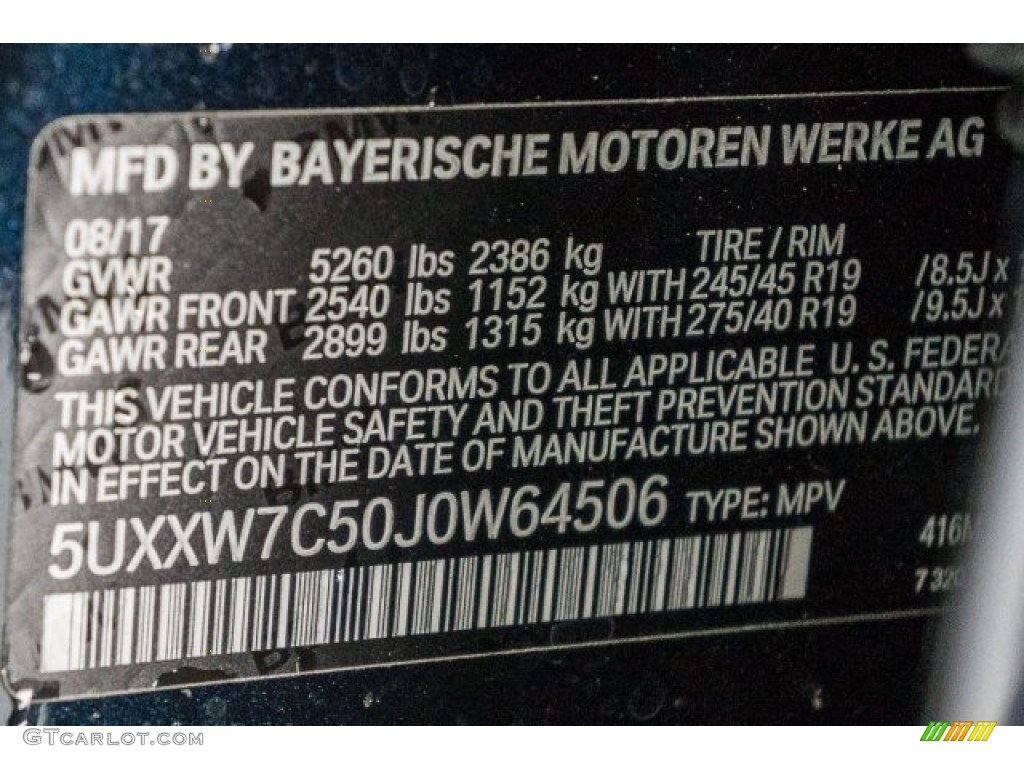 MFD BY BAYERISCHE MOTOREN WERKE AG
08/17 TIRE / RIM
GVWR 5260 lbs 2386 kg
GAWR FRONT 2540 lbs 1152 kg WITH 245/45 R19 /8.5J x
GAWR REAR 2899 lbs 1315 kg WITH 275/40 R19 /9.5J x
THIS VEHICLE CONFORMS TO ALL APPLICABLE U. S. FEDERA
MOTOR VEHICLE SAFETY AND THEFT PREVENTION STANDARD
IN EFFECT ON THE DATE OF MANUFACTURE SHOWN ABOVE.
5UXXW7C50J0W64506 TYPE: MPV
416
732
GTCARLOT.COM